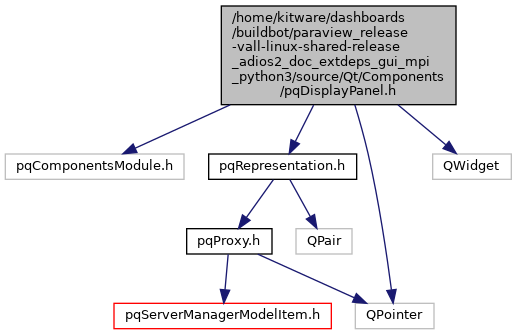 /home/kitware/dashboards
/buildbot/paraview_release
-vall-linux-shared-release
_adios2_doc_extdeps_gui_mpi
_python3/source/Qt/Components
/pqDisplayPanel.h
pqComponentsModule.h
pqRepresentation.h
QWidget
pqProxy.h
QPair
pqServerManagerModelItem.h
QPointer